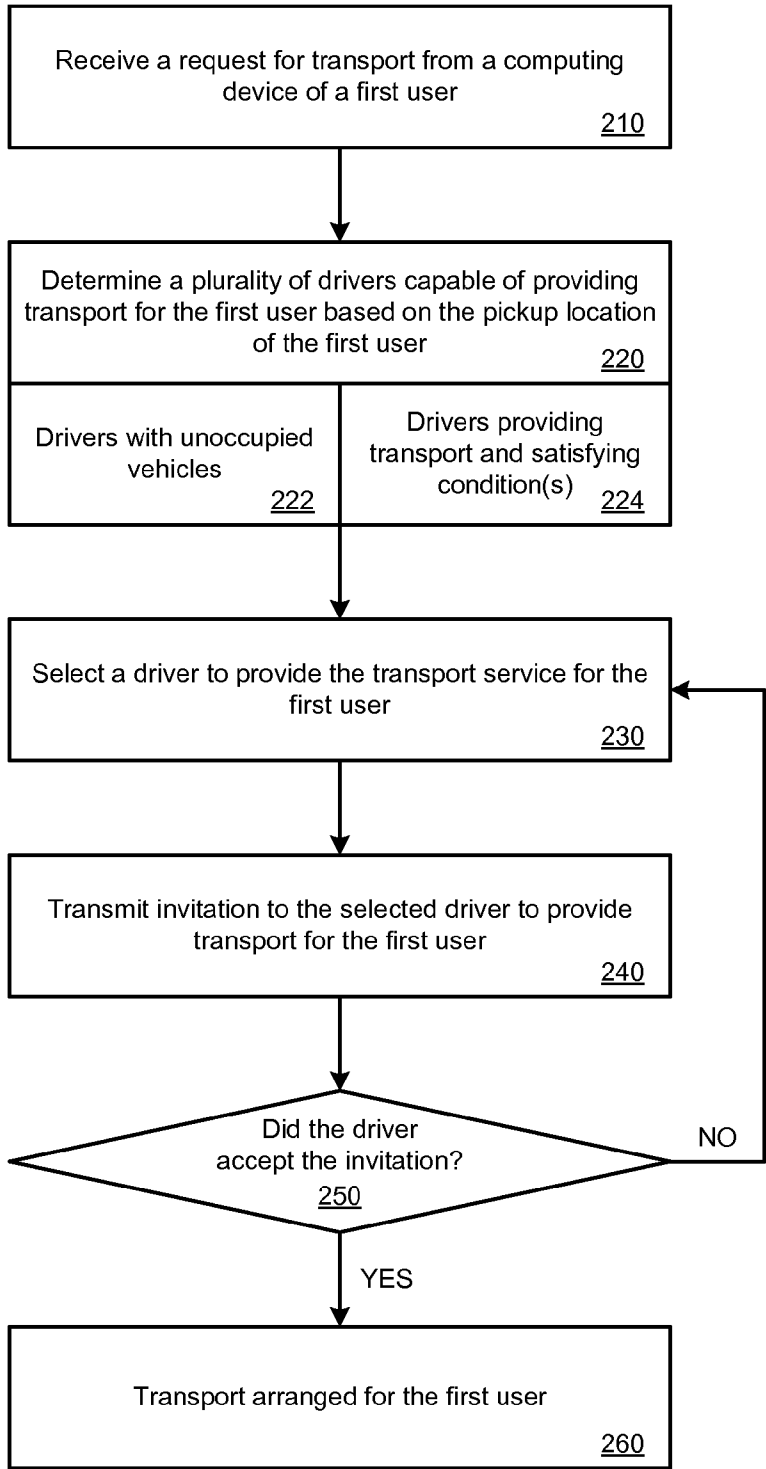 Receive a request for transport from a computing
device of a first user
210
Determine a plurality of drivers capable of providing
transport for the first user based on the pickup location
of the first user
220
Drivers with unoccupied
vehicles
222
Drivers providing
transport and satisfying
condition(s)
224
Select a driver to provide the transport service for the
first user
230
Transmit invitation to the selected driver to provide
transport for the first user
240
Did the driver
accept the invitation?
250
NO
YES
Transport arranged for the first user
260